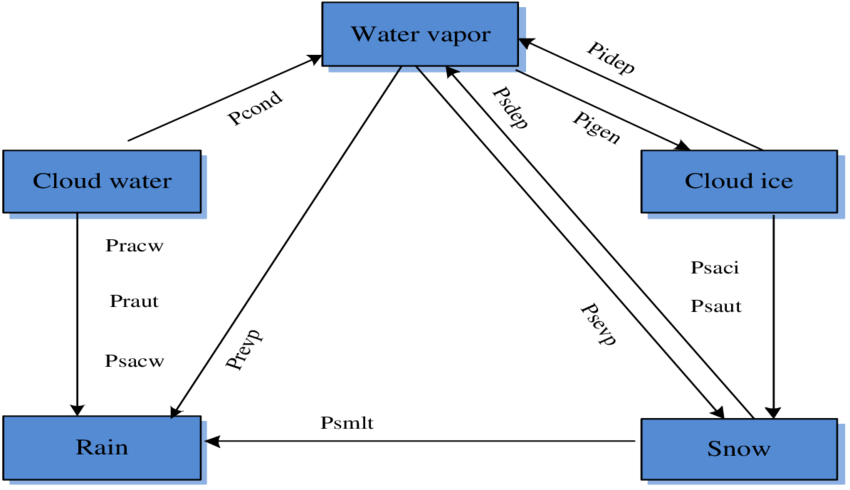 Water vapor
Pidep
Pcond
Psdep
Pigen
Cloud water
Cloud ice
Pracw
Psaci
Praut
Psaut
Psevp
Prevp
Psacw
Psmlt
Rain
Snow